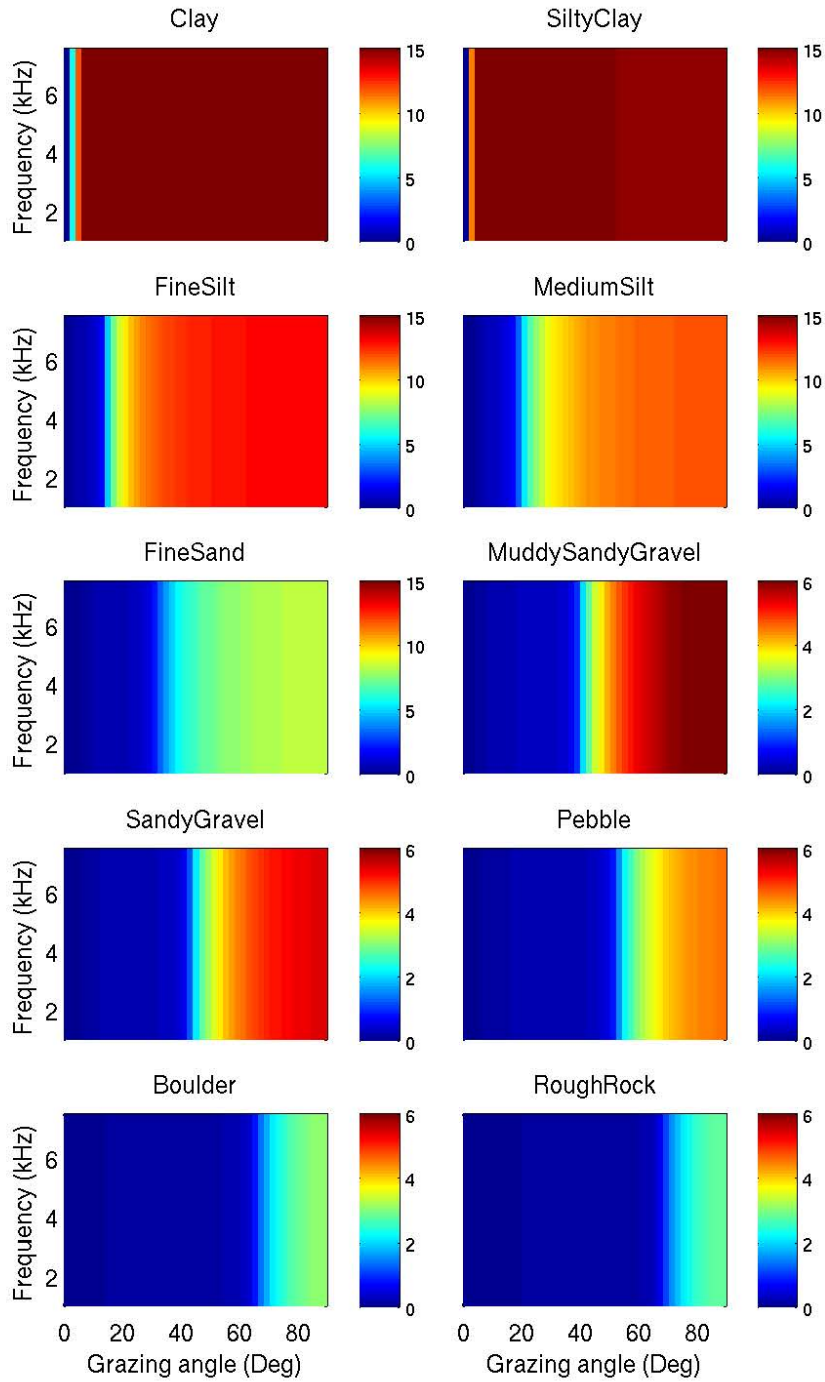 Clay
SiltyClay
Frequency (kHz)
6
4
2
15
10
5
0
15
10
5
0
FineSilt
MediumSilt
Frequency (kHz)
6
4
2
15
10
5
0
15
10
5
0
FineSand
MuddySandyGravel
Frequency (kHz)
6
4
2
15
10
5
0
6
4
2
0
SandyGravel
Pebble
Frequency (kHz)
6
4
2
6
4
2
0
6
4
2
0
Boulder
RoughRock
Frequency (kHz)
6
4
2
6
4
2
0
6
4
2
0
0 20 40 60 80
0 20 40 60 80
Grazing angle (Deg)
Grazing angle (Deg)